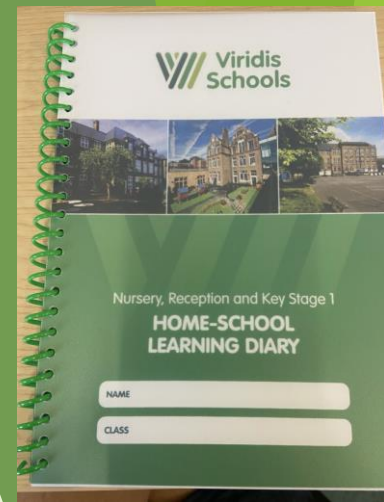 Viridis
Schools
Nursery, Reception and Key Stage 1
HOME-SCHOOL
LEARNING DIARY
NAME
CLASS